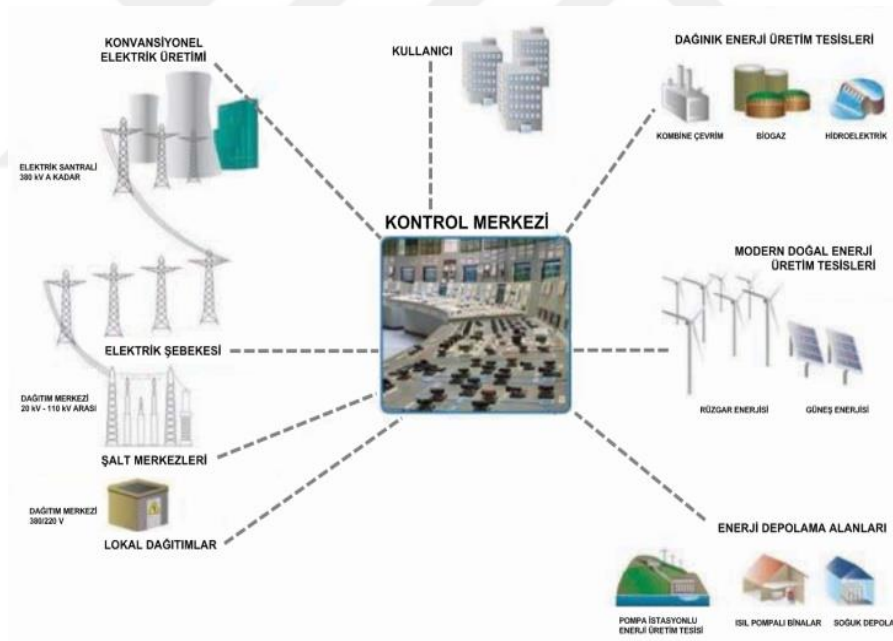 KONVANSİYONEL
ELEKTRİK ÜRETİMİ
ELEKTRİK SANTRALİ
380 kV A KADAR
ELEKTRİK ŞEBEKESİ
DAĞITIM MERKEZİ
20 kV - 110 kV ARASI
ŞALT MERKEZLERİ
DAĞITIM MERKEZİ
380/220 V
LOKAL DAĞITIMLAR
KULLANICI
KONTROL MERKEZİ
DAĞINIK ENERJİ ÜRETİM TESİSLERİ
KOMBİNE ÇEVRİM
BIOGAZ
HİDROELEKTRİK
MODERN DOĞAL ENERJİ
ÜRETİM TESİSLERİ
RÜZGAR ENERJİSİ
GÜNEŞ ENERJİSİ
ENERJİ DEPOLAMA ALANLARI
POMPA İSTASYONLU
ENERJİ ÜRETİM TESİSİ
ISIL POMPALI BİNALAR
SOĞUK DEPOLA